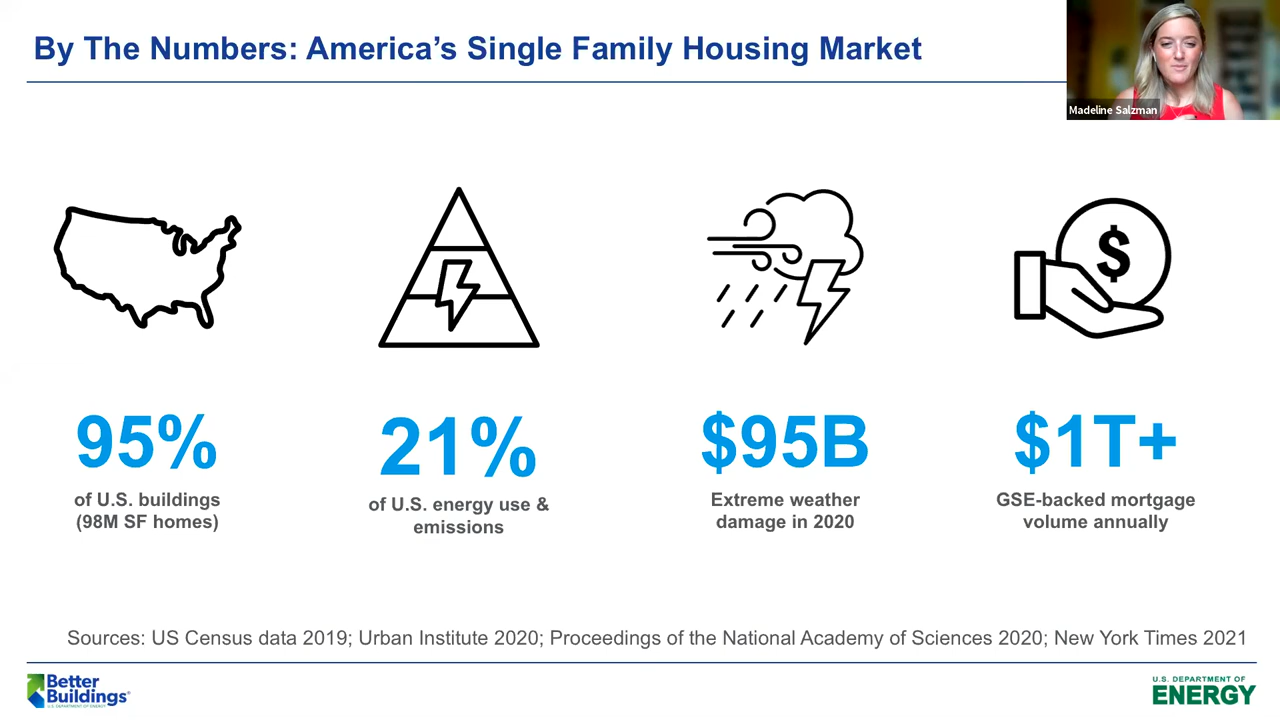 By The Numbers: America’s Single Family Housing Market
Madeline Salzman
$
95%
of U.S. buildings
(98M SF homes)
21%
of U.S. energy use &
emissions
$95B
Extreme weather
damage in 2020
$1T+
GSE-backed mortgage
volume annually
Sources: US Census data 2019; Urban Institute 2020; Proceedings of the National Academy of Sciences 2020; New York Times 2021
Better
Buildings®
U.S. DEPARTMENT OF ENERGY
U.S. DEPARTMENT OF
ENERGY